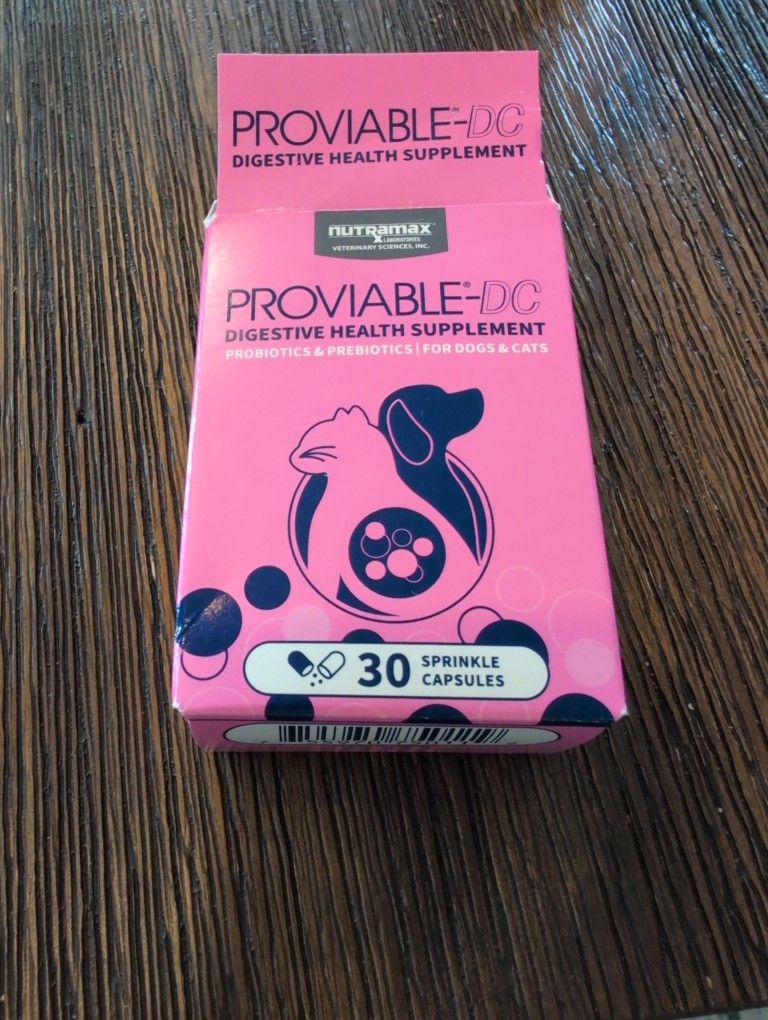 PROVIABLE®-DC
DIGESTIVE HEALTH SUPPLEMENT
nutramax
LABORATORIES
VETERINARY SCIENCES, INC.
PROVIABLE®-DC
DIGESTIVE HEALTH SUPPLEMENT
PROBIOTICS & PREBIOTICS | FOR DOGS & CATS
30 SPRINKLE
CAPSULES